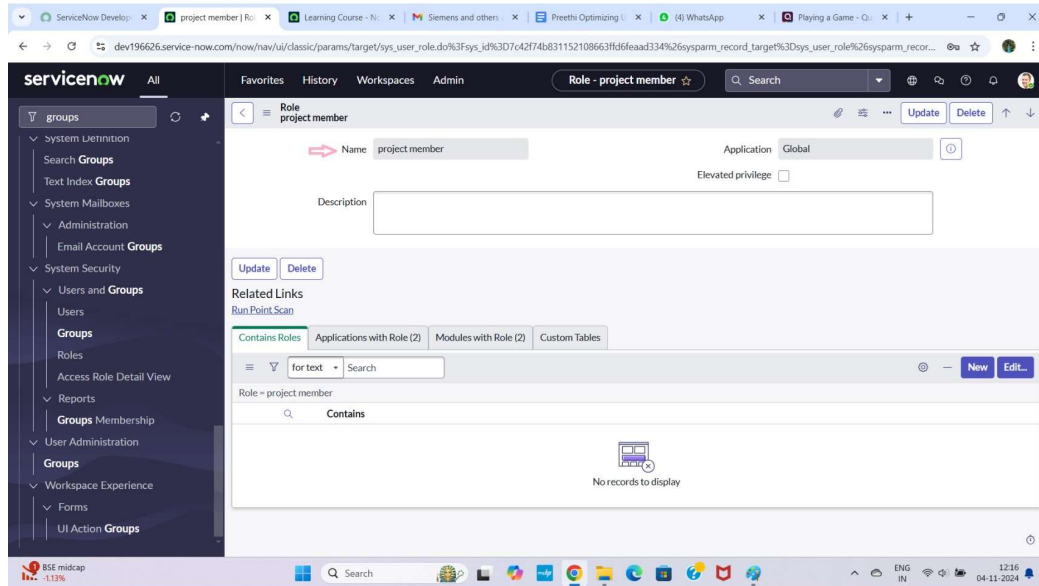 ServiceNow Develop
project member | Ro
Learning Course - No
Siemens and others
Preethi Optimizing U
(4) WhatsApp
Playing a Game - Qu
dev196626.service-now.com/now/nav/ui/classic/params/target/sys_user_role.do%3Fsys_id%3D7c42f74b831152108663ffd6feaad334%26sysparm_record_target%3Dsys_user_role%26sysparm_recor...
servicenow All Favorites History Workspaces Admin Role - project member Search
groups
System Definition
Search Groups
Text Index Groups
System Mailboxes
Administration
Email Account Groups
System Security
Users and Groups
Users
Groups
Roles
Access Role Detail View
Reports
Groups Membership
User Administration
Groups
Workspace Experience
Forms
UI Action Groups
Role
project member
Update Delete
Name project member
Application Global
Elevated privilege
Description
Update Delete
Related Links
Run Point Scan
Contains Roles Applications with Role (2) Modules with Role (2) Custom Tables
for text Search New Edit...
Role = project member
Contains
No records to display
BSE midcap
-1.13%
Search
ENG
IN
12:16
04-11-2024